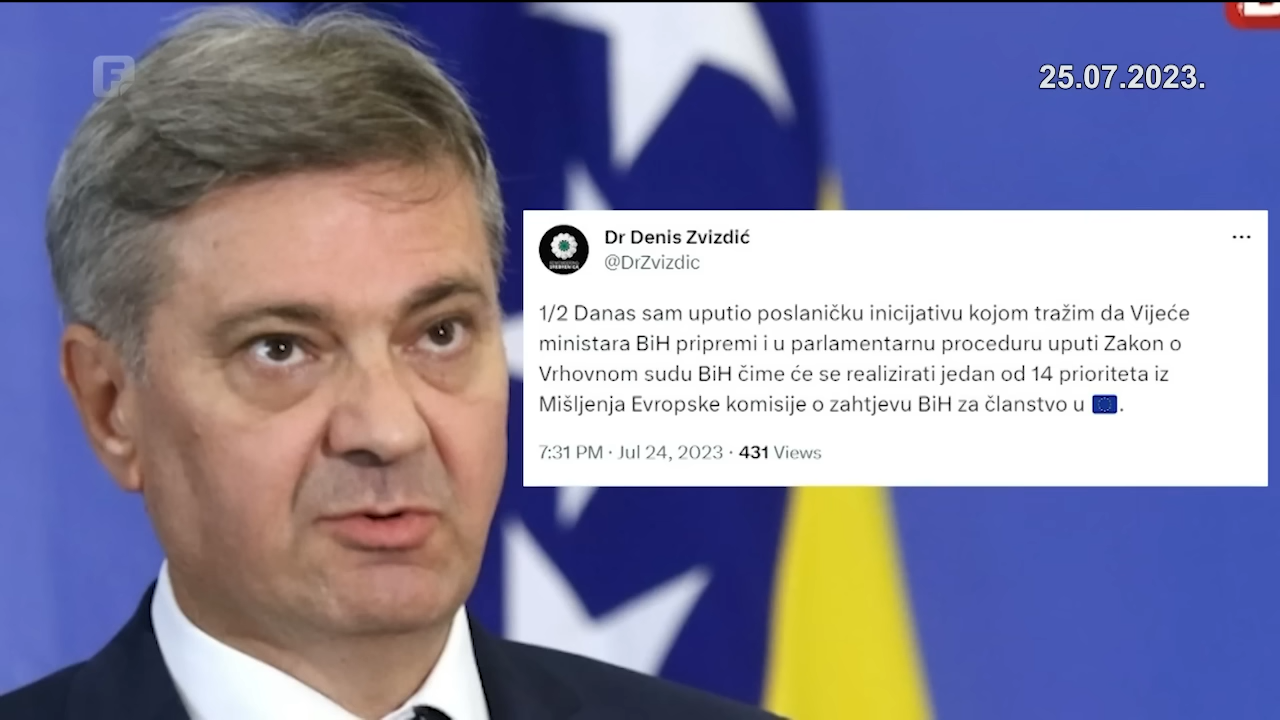 F
25.07.2023.
Dr Denis Zvizdić
@DrZvizdic
1/2 Danas sam uputio poslaničku inicijativu kojom tražim da Vijeće
ministara BiH pripremi i u parlamentarnu proceduru uputi Zakon o
Vrhovnom sudu BiH čime će se realizirati jedan od 14 prioriteta iz
Mišljenja Evropske komisije o zahtjevu BiH za članstvo u 🇪🇺.
7:31 PM · Jul 24, 2023 · 431 Views